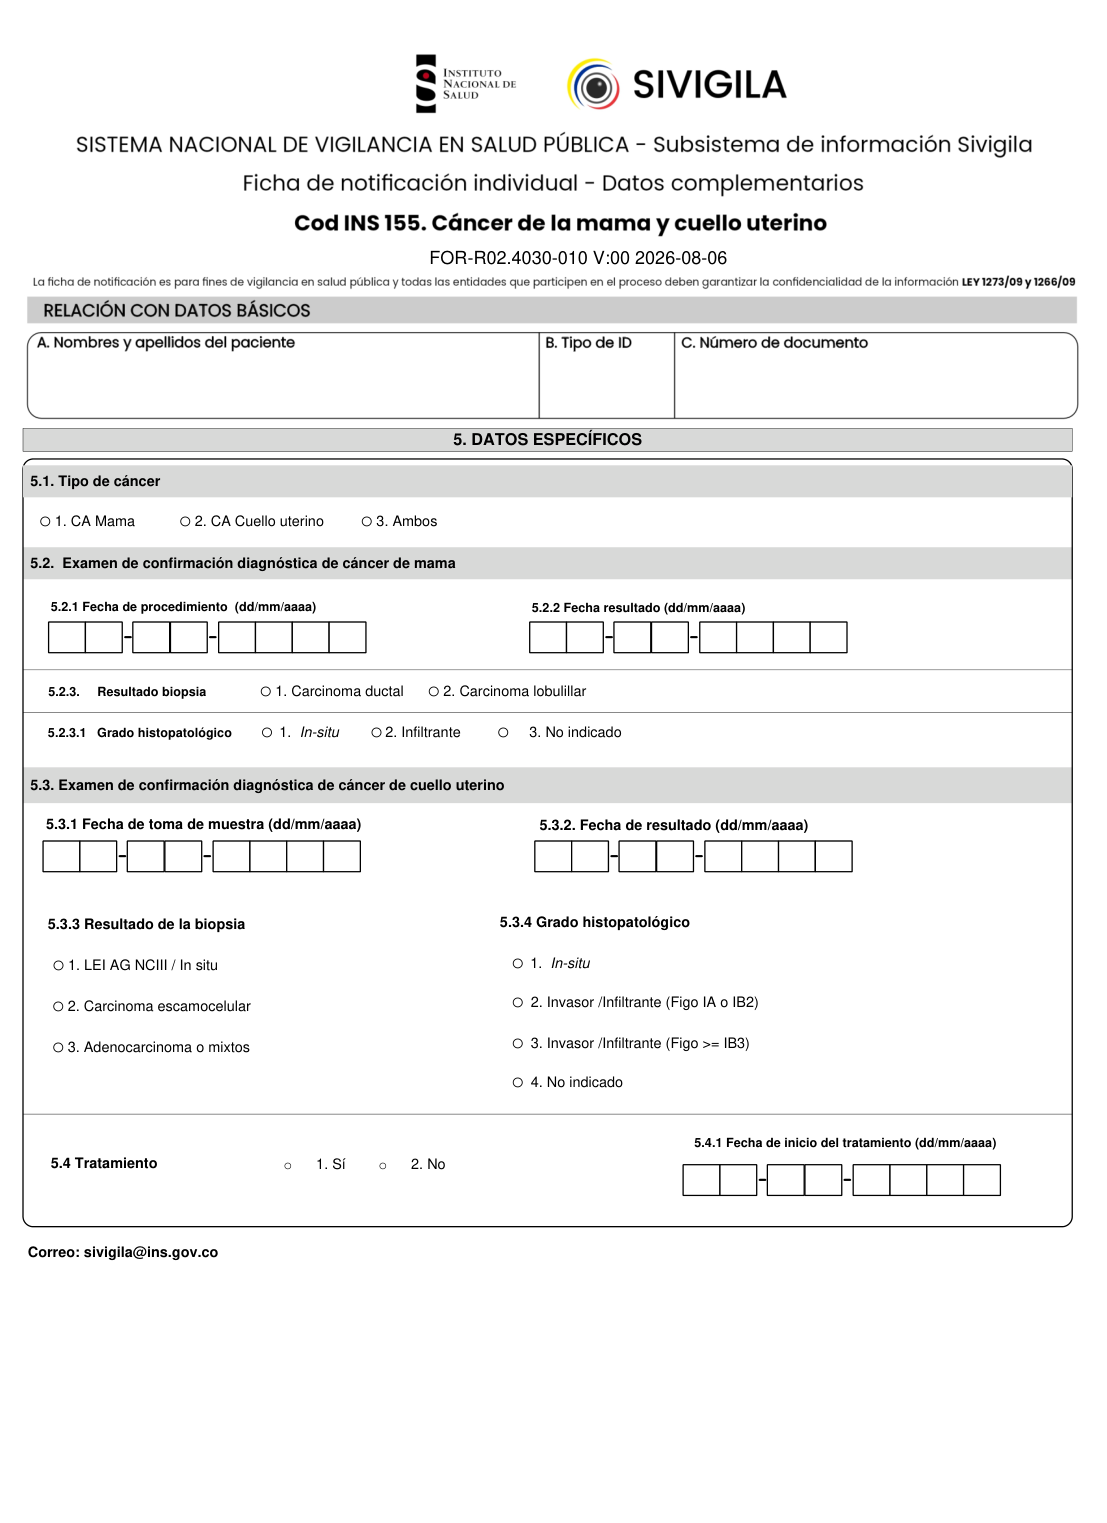 INSTITUTO
NACIONAL DE
SALUD
SIVIGILA
SISTEMA NACIONAL DE VIGILANCIA EN SALUD PÚBLICA - Subsistema de información Sivigila
Ficha de notificación individual - Datos complementarios
Cod INS 155. Cáncer de la mama y cuello uterino
FOR-R02.4030-010 V:00 2026-08-06
La ficha de notificación es para fines de vigilancia en salud pública y todas las entidades que participen en el proceso deben garantizar la confidencialidad de la información LEY 1273/09 y 1266/09
RELACIÓN CON DATOS BÁSICOS
A. Nombres y apellidos del paciente B. Tipo de ID C. Número de documento
5. DATOS ESPECÍFICOS
5.1. Tipo de cáncer
1. CA Mama 2. CA Cuello uterino 3. Ambos
5.2. Examen de confirmación diagnóstica de cáncer de mama
5.2.1 Fecha de procedimiento (dd/mm/aaaa) 5.2.2 Fecha resultado (dd/mm/aaaa)
5.2.3. Resultado biopsia 1. Carcinoma ductal 2. Carcinoma lobulillar
5.2.3.1 Grado histopatológico 1. In-situ 2. Infiltrante 3. No indicado
5.3. Examen de confirmación diagnóstica de cáncer de cuello uterino
5.3.1 Fecha de toma de muestra (dd/mm/aaaa) 5.3.2. Fecha de resultado (dd/mm/aaaa)
5.3.3 Resultado de la biopsia
1. LEI AG NCIII / In situ
2. Carcinoma escamocelular
3. Adenocarcinoma o mixtos
5.3.4 Grado histopatológico
1. In-situ
2. Invasor /Infiltrante (Figo IA o IB2)
3. Invasor /Infiltrante (Figo >= IB3)
4. No indicado
5.4 Tratamiento 1. Sí 2. No
5.4.1 Fecha de inicio del tratamiento (dd/mm/aaaa)
Correo: sivigila@ins.gov.co